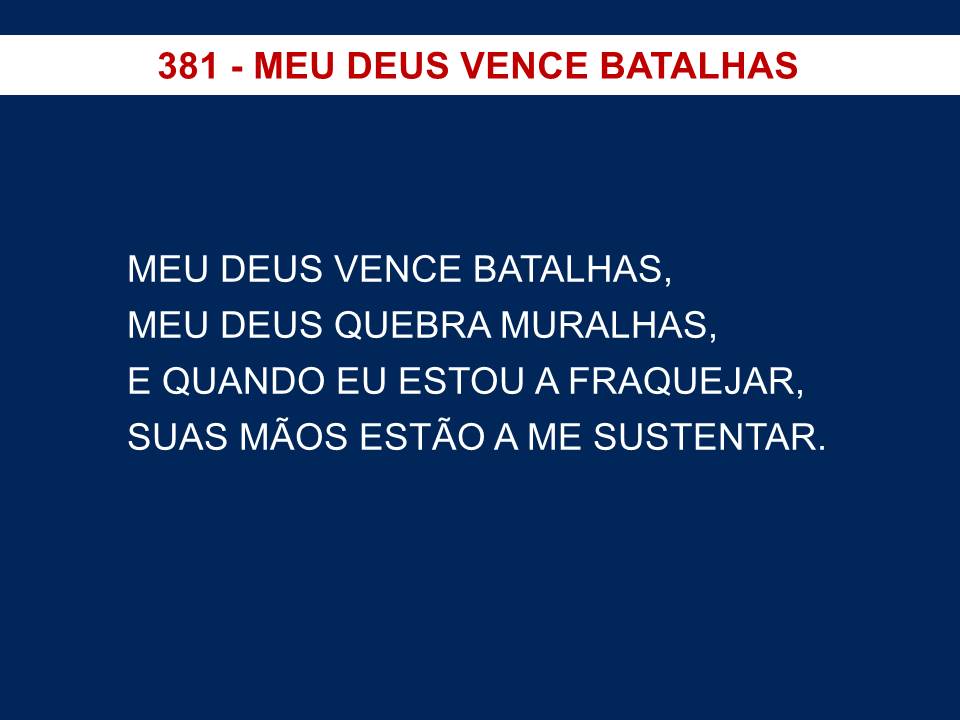 381 - MEU DEUS VENCE BATALHAS
MEU DEUS VENCE BATALHAS,
MEU DEUS QUEBRA MURALHAS,
E QUANDO EU ESTOU A FRAQUEJAR,
SUAS MÃOS ESTÃO A ME SUSTENTAR.